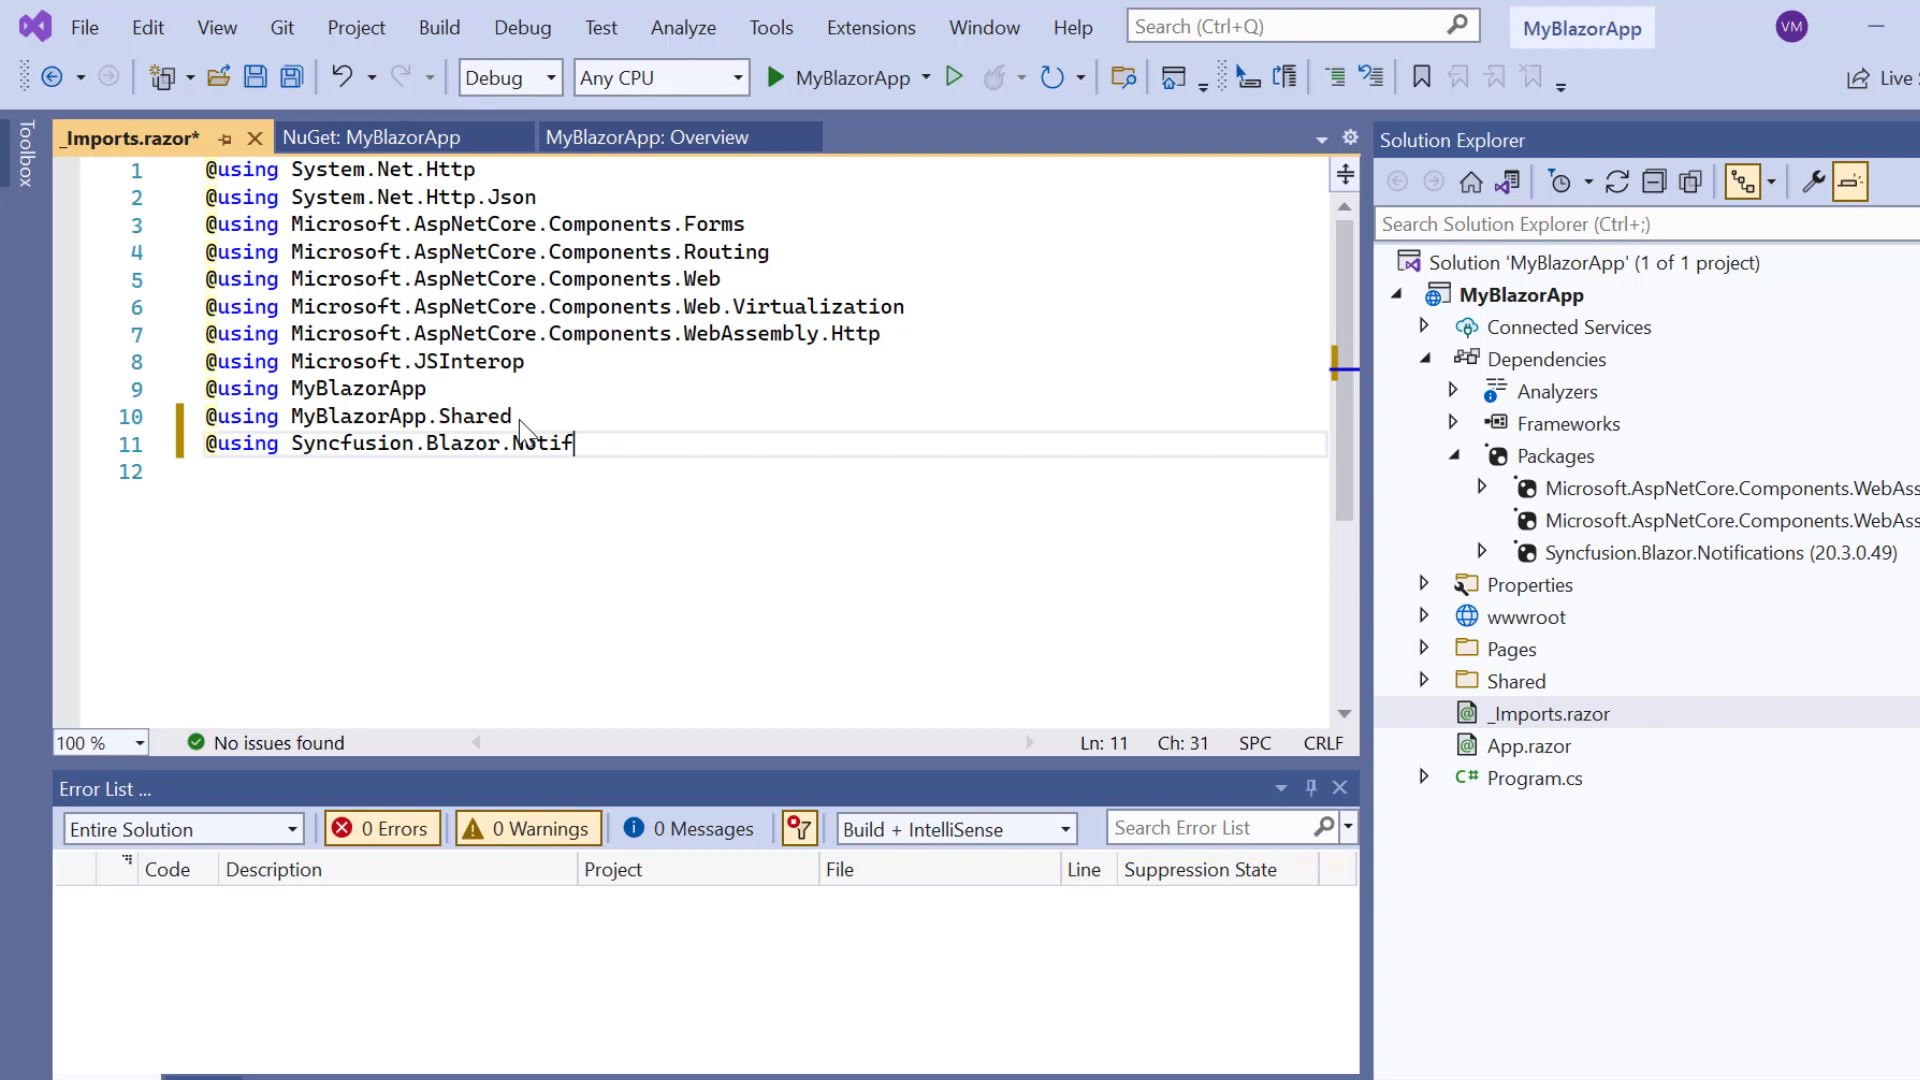 File Edit View Git Project Build Debug Test Analyze Tools Extensions Window Help Search (Ctrl+Q) MyBlazorApp VM
Debug Any CPU MyBlazorApp Live
Toolbox
_Imports.razor* NuGet: MyBlazorApp MyBlazorApp: Overview
1 @using System.Net.Http
2 @using System.Net.Http.Json
3 @using Microsoft.AspNetCore.Components.Forms
4 @using Microsoft.AspNetCore.Components.Routing
5 @using Microsoft.AspNetCore.Components.Web
6 @using Microsoft.AspNetCore.Components.Web.Virtualization
7 @using Microsoft.AspNetCore.Components.WebAssembly.Http
8 @using Microsoft.JSInterop
9 @using MyBlazorApp
10 @using MyBlazorApp.Shared
11 @using Syncfusion.Blazor.Notif
12
100 % No issues found Ln: 11 Ch: 31 SPC CRLF
Error List ...
Entire Solution 0 Errors 0 Warnings 0 Messages Build + IntelliSense Search Error List
Code Description Project File Line Suppression State
Solution Explorer
Search Solution Explorer (Ctrl+;)
Solution 'MyBlazorApp' (1 of 1 project)
MyBlazorApp
Connected Services
Dependencies
Analyzers
Frameworks
Packages
Microsoft.AspNetCore.Components.WebAss
Microsoft.AspNetCore.Components.WebAss
Syncfusion.Blazor.Notifications (20.3.0.49)
Properties
wwwroot
Pages
Shared
_Imports.razor
App.razor
C# Program.cs